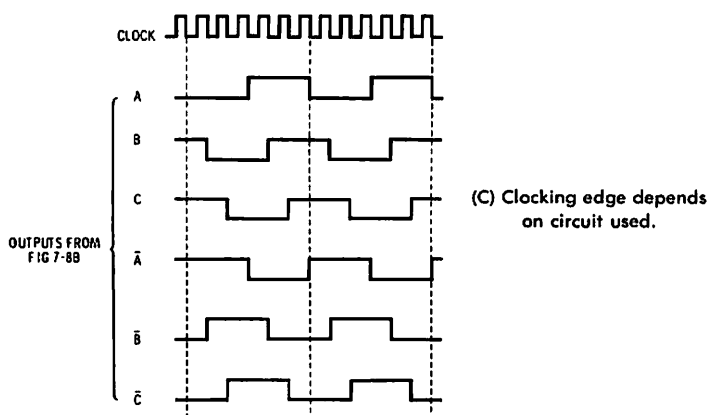 CLOCK
A
B
C
(C) Clocking edge depends
on circuit used.
OUTPUTS FROM
FIG 7-8B
Ā
B̄
C̄